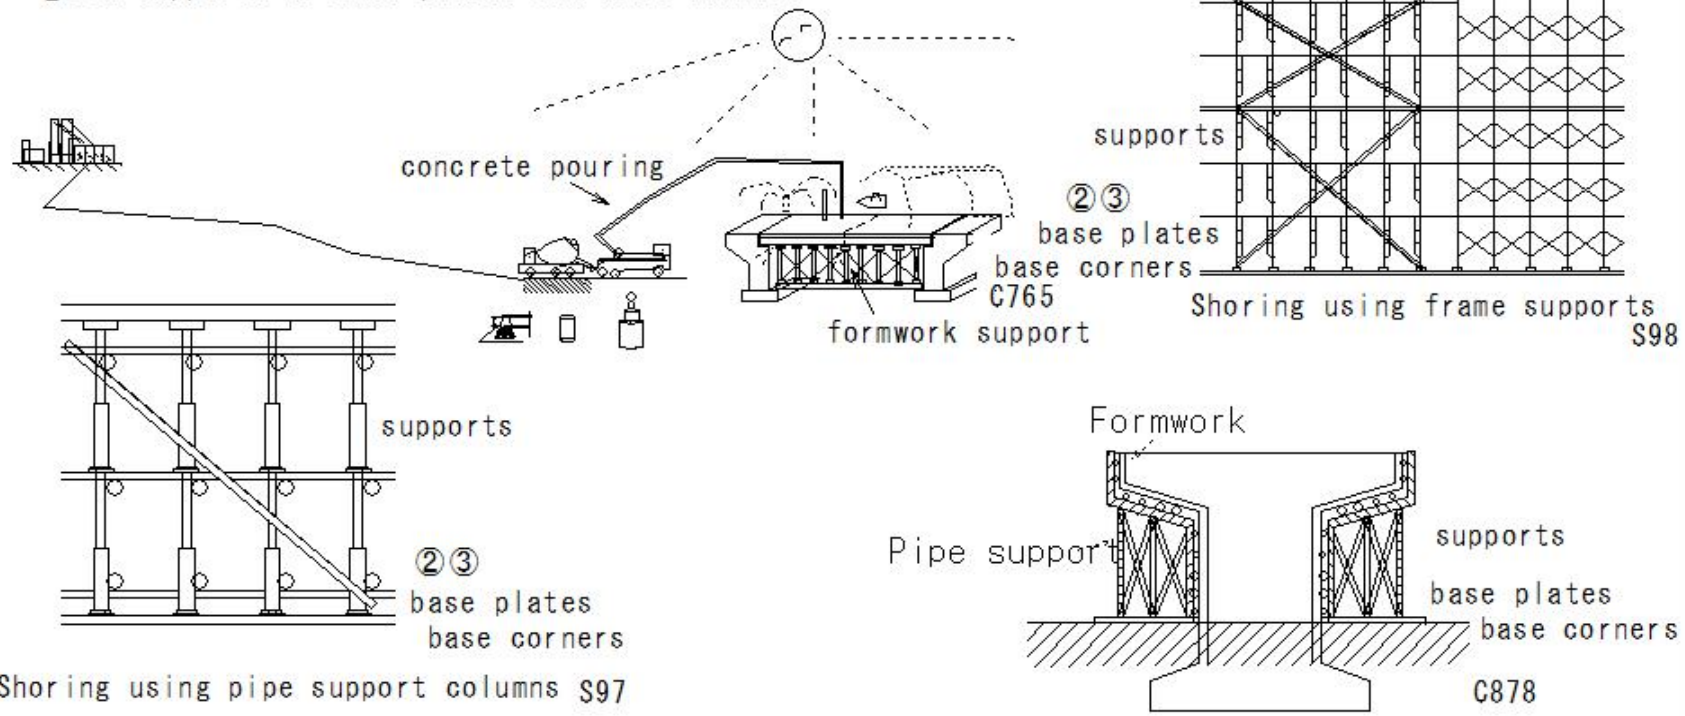 concrete pouring
supports
②③
base plates
base corners
C765
formwork support
Shoring using frame supports
S98
supports
②③
base plates
base corners
Shoring using pipe support columns S97
Formwork
Pipe support
supports
base plates
base corners
C878